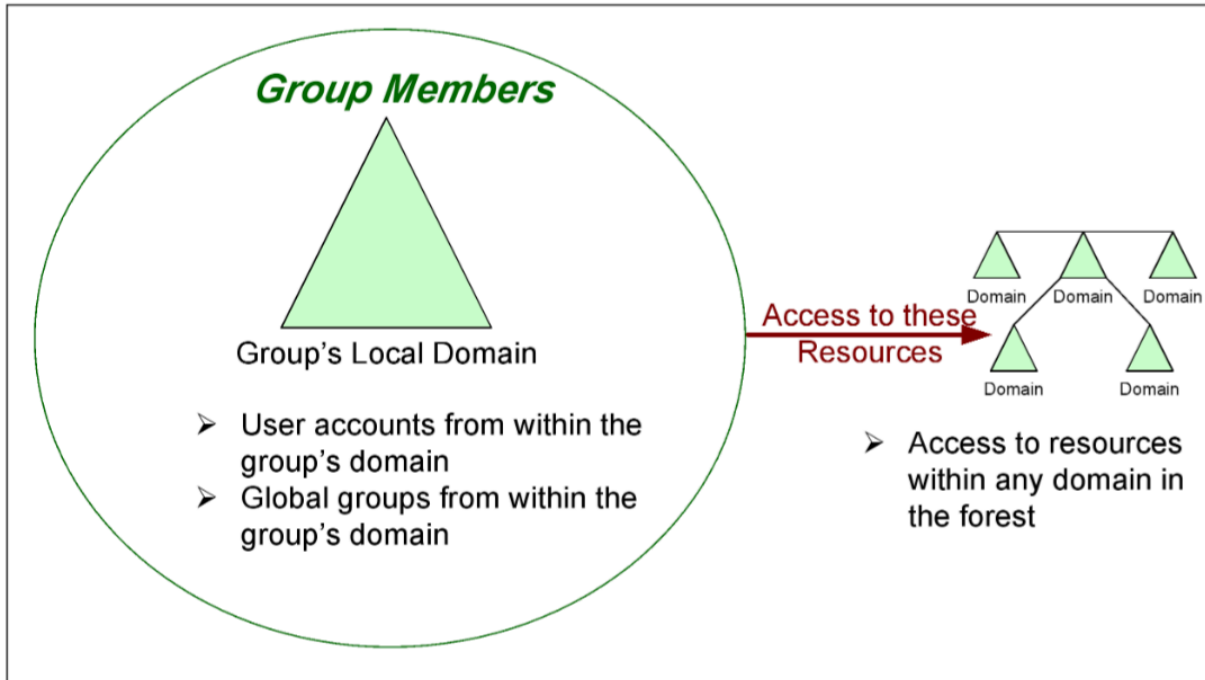 Group Members
Group's Local Domain
➢ User accounts from within the
group's domain
➢ Global groups from within the
group's domain
Access to these
Resources
Domain
Domain
Domain
Domain
Domain
➢ Access to resources
within any domain in
the forest